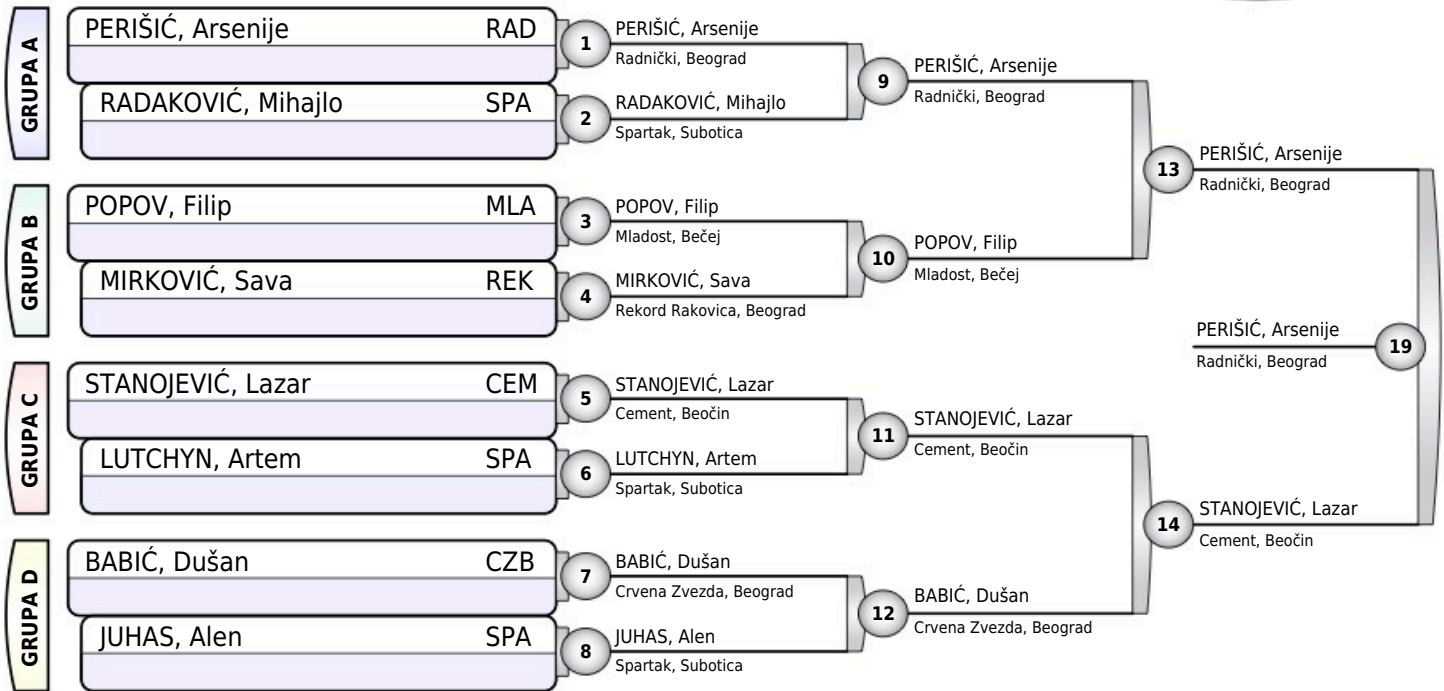 GRUPA A
PERIŠIĆ, Arsenije RAD
RADAKOVIĆ, Mihajlo SPA
GRUPA B
POPOV, Filip MLA
MIRKOVIĆ, Sava REK
GRUPA C
STANOJEVIĆ, Lazar CEM
LUTCHYN, Artem SPA
GRUPA D
BABIĆ, Dušan CZB
JUHAS, Alen SPA
1
PERIŠIĆ, Arsenije
Radnički, Beograd
2
RADAKOVIĆ, Mihajlo
Spartak, Subotica
3
POPOV, Filip
Mladost, Bečej
4
MIRKOVIĆ, Sava
Rekord Rakovica, Beograd
5
STANOJEVIĆ, Lazar
Cement, Beočin
6
LUTCHYN, Artem
Spartak, Subotica
7
BABIĆ, Dušan
Crvena Zvezda, Beograd
8
JUHAS, Alen
Spartak, Subotica
9
PERIŠIĆ, Arsenije
Radnički, Beograd
10
POPOV, Filip
Mladost, Bečej
11
STANOJEVIĆ, Lazar
Cement, Beočin
12
BABIĆ, Dušan
Crvena Zvezda, Beograd
13
PERIŠIĆ, Arsenije
Radnički, Beograd
14
STANOJEVIĆ, Lazar
Cement, Beočin
PERIŠIĆ, Arsenije
Radnički, Beograd
19